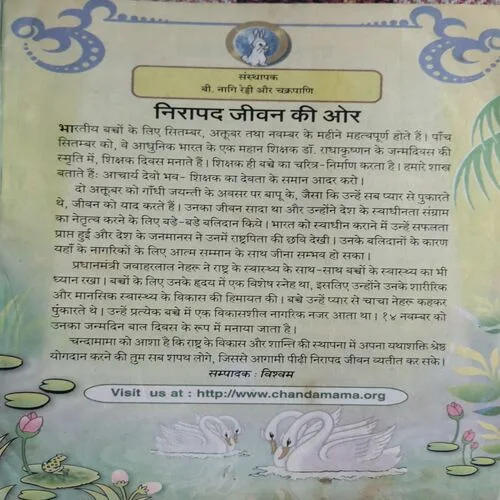 संस्थापक
बी. नागि रेड्डी और चक्रपाणि
निरापद जीवन की ओर
भारतीय बच्चों के लिए सितम्बर, अक्तूबर तथा नवम्बर के महीने महत्वपूर्ण होते हैं। पाँच
सितम्बर को, वे आधुनिक भारत के एक महान शिक्षक डॉ. राधाकृष्णन के जन्मदिवस की
स्मृति में, शिक्षक दिवस मनाते हैं। शिक्षक ही बच्चे का चरित्र-निर्माण करता है। हमारे शास्त्र
बताते हैं: आचार्य देवो भव- शिक्षक का देवता के समान आदर करो।
दो अक्तूबर को गाँधी जयन्ती के अवसर पर बापू के, जैसा कि उन्हें सब प्यार से पुकारते
थे, जीवन को याद करते हैं। उनका जीवन सादा था और उन्होंने देश के स्वाधीनता संग्राम
का नेतृत्व करने के लिए बड़े-बड़े बलिदान किये। भारत को स्वाधीन कराने में उन्हें सफलता
प्राप्त हुई और देश के जनमानस ने उनमें राष्ट्रपिता की छवि देखी। उनके बलिदानों के कारण
यहाँ के नागरिकों के लिए आत्म सम्मान के साथ जीना सम्भव हो सका।
प्रधानमंत्री जवाहरलाल नेहरू ने राष्ट्र के स्वास्थ्य के साथ-साथ बच्चों के स्वास्थ्य का भी
ध्यान रखा। बच्चों के लिए उनके हृदय में एक विशेष स्नेह था, इसलिए उन्होंने उनके शारीरिक
और मानसिक स्वास्थ्य के विकास की हिमायत की। बच्चे उन्हें प्यार से चाचा नेहरू कहकर
पुकारते थे। उन्हें प्रत्येक बच्चे में एक विकासशील नागरिक नजर आता था। १४ नवम्बर को
उनका जन्मदिन बाल दिवस के रूप में मनाया जाता है।
चन्दामामा को आशा है कि राष्ट्र के विकास और शान्ति की स्थापना में अपना यथाशक्ति श्रेष्ठ
योगदान करने की तुम सब शपथ लोगे, जिससे आगामी पीढ़ी निरापद जीवन व्यतीत कर सके।
सम्पादक : विश्वम
Visit us at : http://www.chandamama.org